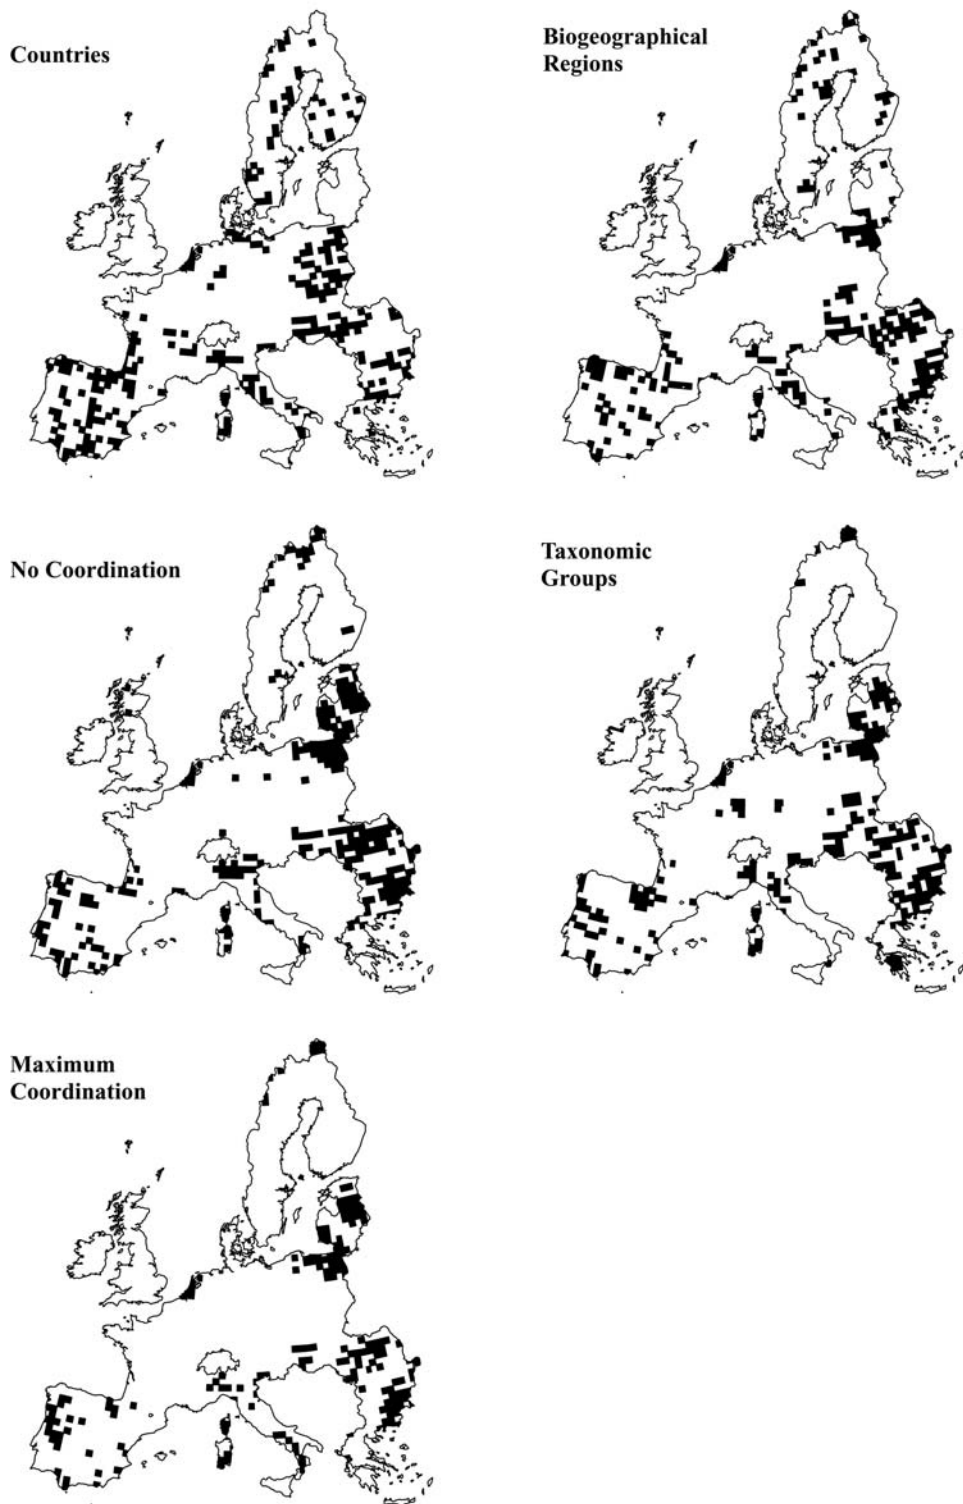 Countries
Biogeographical
Regions
No Coordination
Taxonomic
Groups
Maximum
Coordination